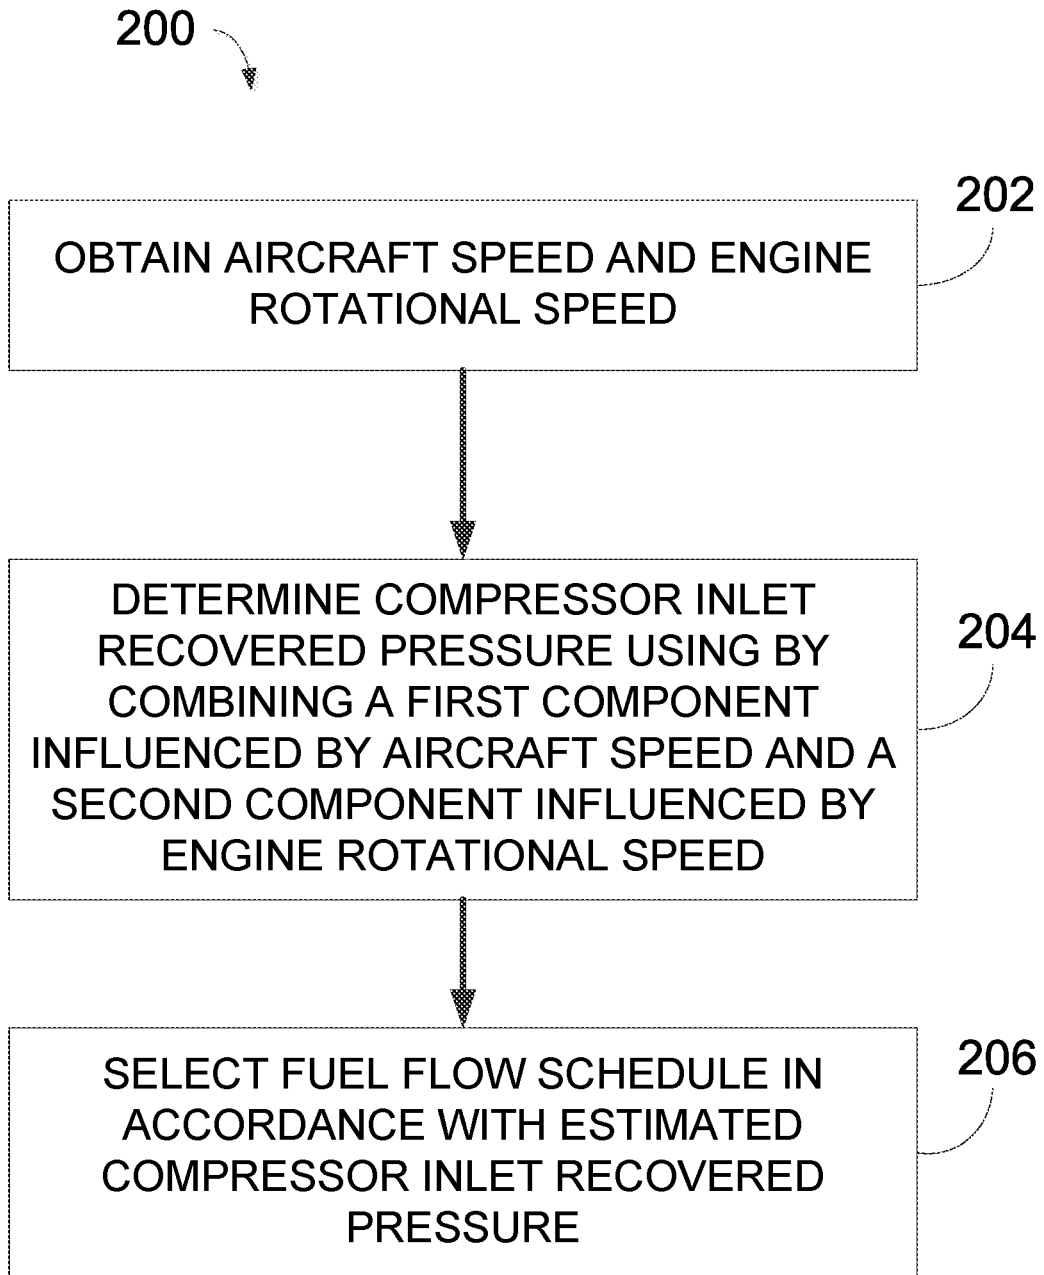 200
202
OBTAIN AIRCRAFT SPEED AND ENGINE
ROTATIONAL SPEED
DETERMINE COMPRESSOR INLET
RECOVERED PRESSURE USING BY
COMBINING A FIRST COMPONENT
INFLUENCED BY AIRCRAFT SPEED AND A
SECOND COMPONENT INFLUENCED BY
ENGINE ROTATIONAL SPEED
204
SELECT FUEL FLOW SCHEDULE IN
ACCORDANCE WITH ESTIMATED
COMPRESSOR INLET RECOVERED
PRESSURE
206